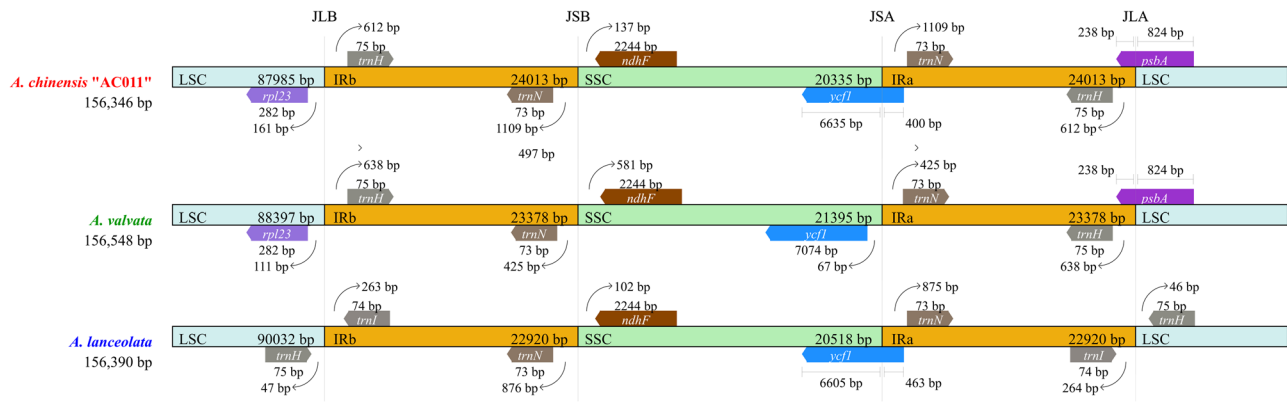 JLB JSB JSA JLA
612 bp 137 bp 1109 bp 238 bp 824 bp
75 bp 2244 bp 73 bp
trnH ndhF trnN psbA
A. chinensis "AC011" LSC 87985 bp IRb 24013 bp SSC 20335 bp IRa 24013 bp LSC
156,346 bp rpl23 trnN ycf1 trnH
282 bp 73 bp 75 bp
161 bp 1109 bp 6635 bp 400 bp 612 bp
497 bp
638 bp 581 bp 425 bp 238 bp 824 bp
75 bp 2244 bp 73 bp
trnH ndhF trnN psbA
A. valvata LSC 88397 bp IRb 23378 bp SSC 21395 bp IRa 23378 bp LSC
156,548 bp rpl23 trnN ycf1 trnH
282 bp 73 bp 7074 bp 75 bp
111 bp 425 bp 67 bp 638 bp
263 bp 102 bp 875 bp 46 bp
74 bp 2244 bp 73 bp 75 bp
trnI ndhF trnN trnH
A. lanceolata LSC 90032 bp IRb 22920 bp SSC 20518 bp IRa 22920 bp LSC
156,390 bp trnH trnN ycf1 trnI
75 bp 73 bp 74 bp
47 bp 876 bp 6605 bp 463 bp 264 bp